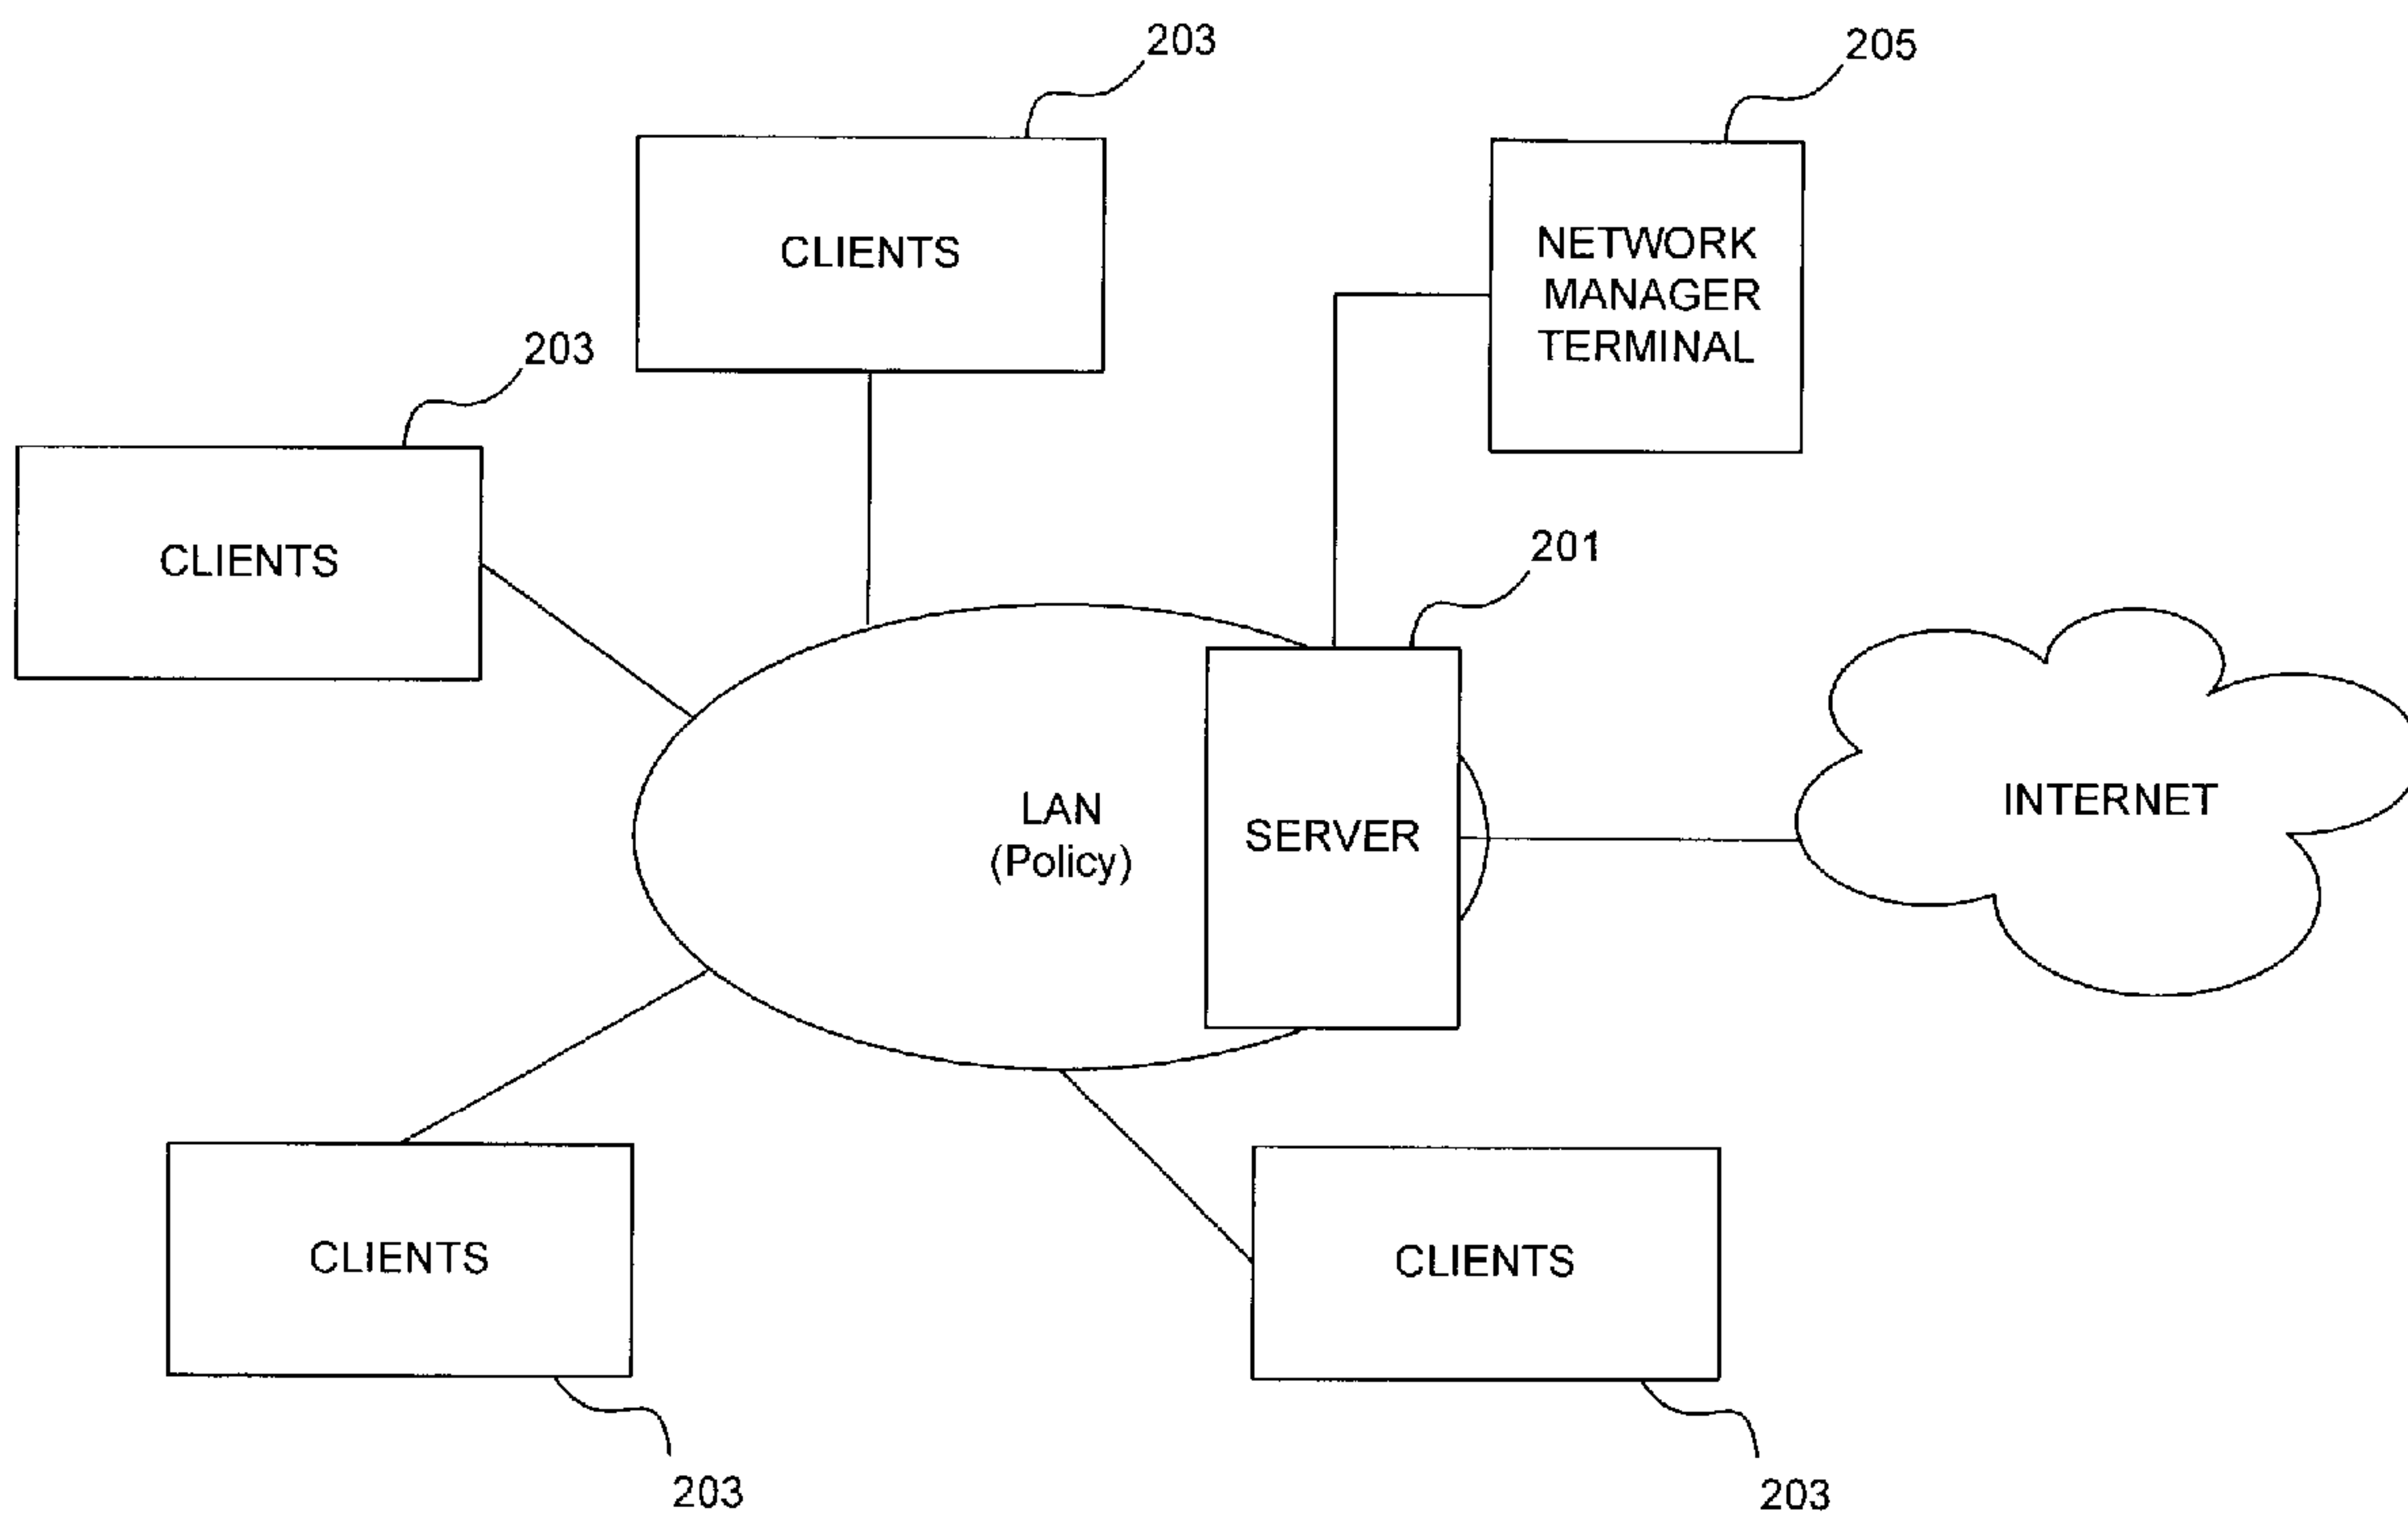 203
205
CLIENTS
NETWORK
MANAGER
TERMINAL
203
CLIENTS
201
LAN
(Policy)
SERVER
INTERNET
CLIENTS
CLIENTS
203
203